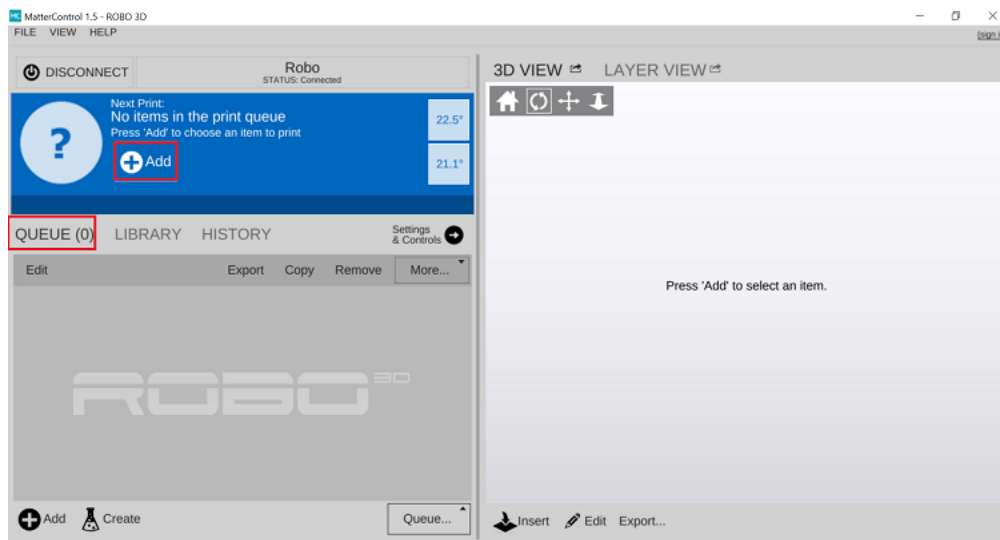 MatterControl 1.5 - ROBO 3D
FILE VIEW HELP
DISCONNECT
Robo
STATUS: Connected
Next Print:
No items in the print queue
Press 'Add' to choose an item to print
Add
22.5°
21.1°
QUEUE (0) LIBRARY HISTORY
Settings
& Controls
Edit Export Copy Remove More...
ROBO 3D
Add Create Queue...
3D VIEW LAYER VIEW
Press 'Add' to select an item.
Insert Edit Export...